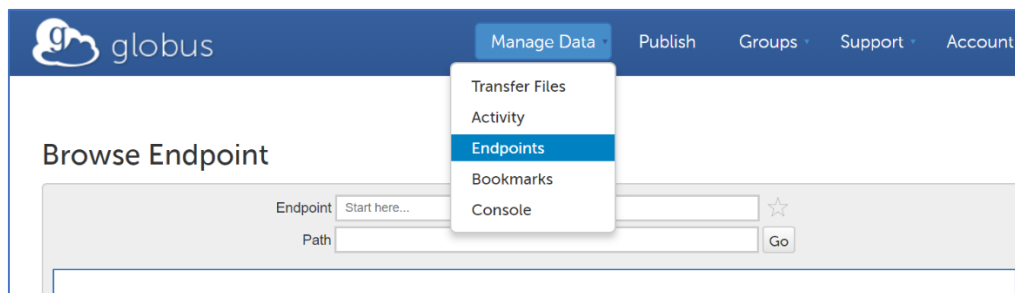 g globus
Manage Data Publish Groups Support Account
Transfer Files
Activity
Endpoints
Bookmarks
Console
Browse Endpoint
Endpoint Start here...
Path Go